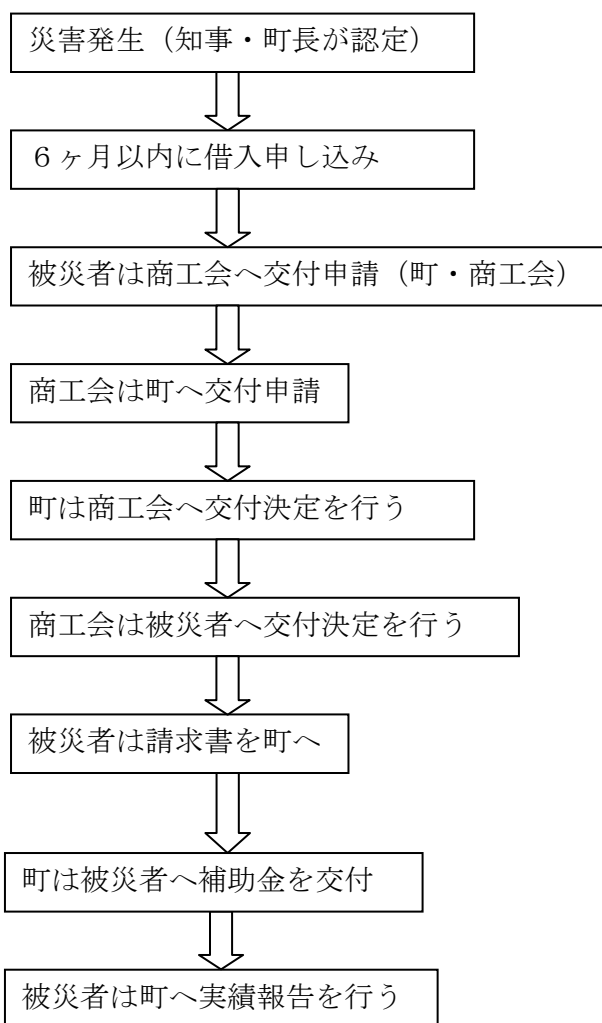 災害発生（知事・町長が認定）
６ヶ月以内に借入申し込み
被災者は商工会へ交付申請（町・商工会）
商工会は町へ交付申請
町は商工会へ交付決定を行う
商工会は被災者へ交付決定を行う
被災者は請求書を町へ
町は被災者へ補助金を交付
被災者は町へ実績報告を行う